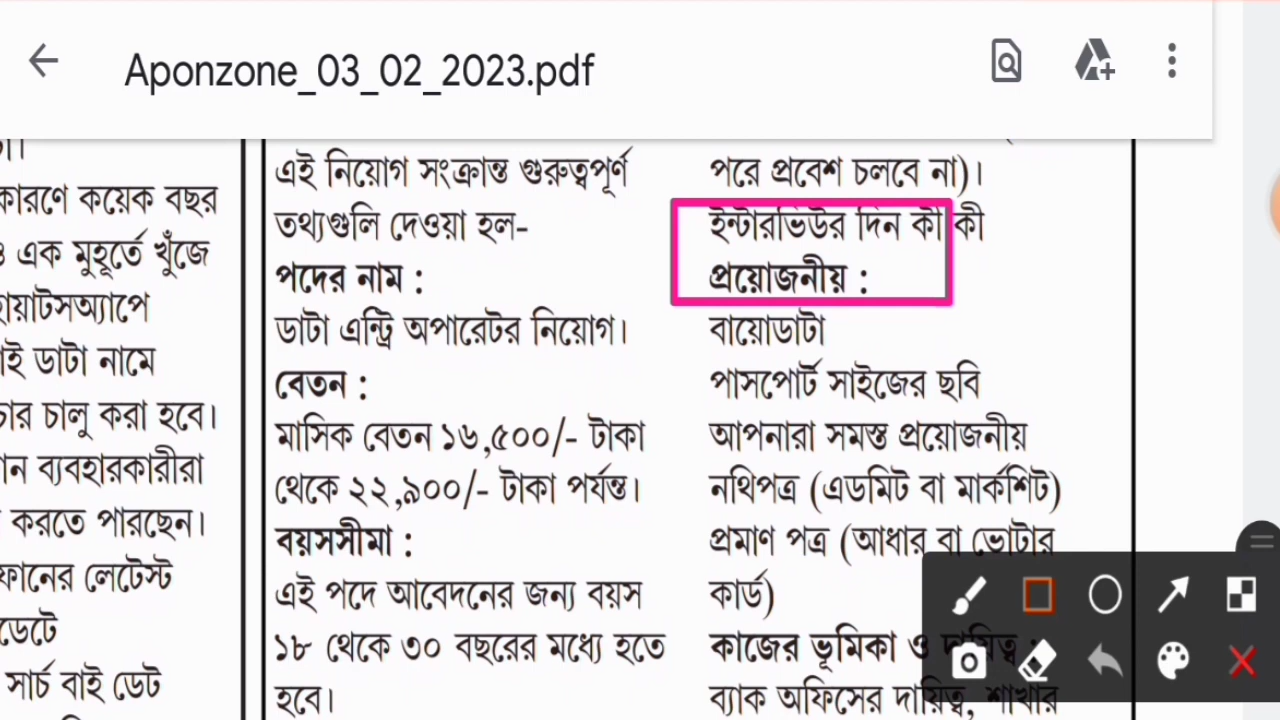 Aponzone_03_02_2023.pdf
কারণে কয়েক বছর
এক মুহূর্তে খুঁজে
য়াটসঅ্যাপে
ই ডাটা নামে
চার চালু করা হবে।
ন ব্যবহারকারীরা
করতে পারছেন।
ফোনের লেটেস্ট
ডেটে
সার্চ বাই ডেট
এই নিয়োগ সংক্রান্ত গুরুত্বপূর্ণ
তথ্যগুলি দেওয়া হল-
পদের নাম :
ডাটা এন্ট্রি অপারেটর নিয়োগ।
বেতন :
মাসিক বেতন ১৬,৫০০/- টাকা
থেকে ২২,৯০০/- টাকা পর্যন্ত।
বয়সসীমা :
এই পদে আবেদনের জন্য বয়স
১৮ থেকে ৩০ বছরের মধ্যে হতে
হবে।
পরে প্রবেশ চলবে না)।
ইন্টারভিউর দিন কী কী
প্রয়োজনীয় :
বায়োডাটা
পাসপোর্ট সাইজের ছবি
আপনারা সমস্ত প্রয়োজনীয়
নথিপত্র (এডমিট বা মার্কশিট)
প্রমাণ পত্র (আধার বা ভোটার
কার্ড)
কাজের ভূমিকা ও দায়িত্ব :
ব্যাক অফিসের দায়িত্ব, শাখার